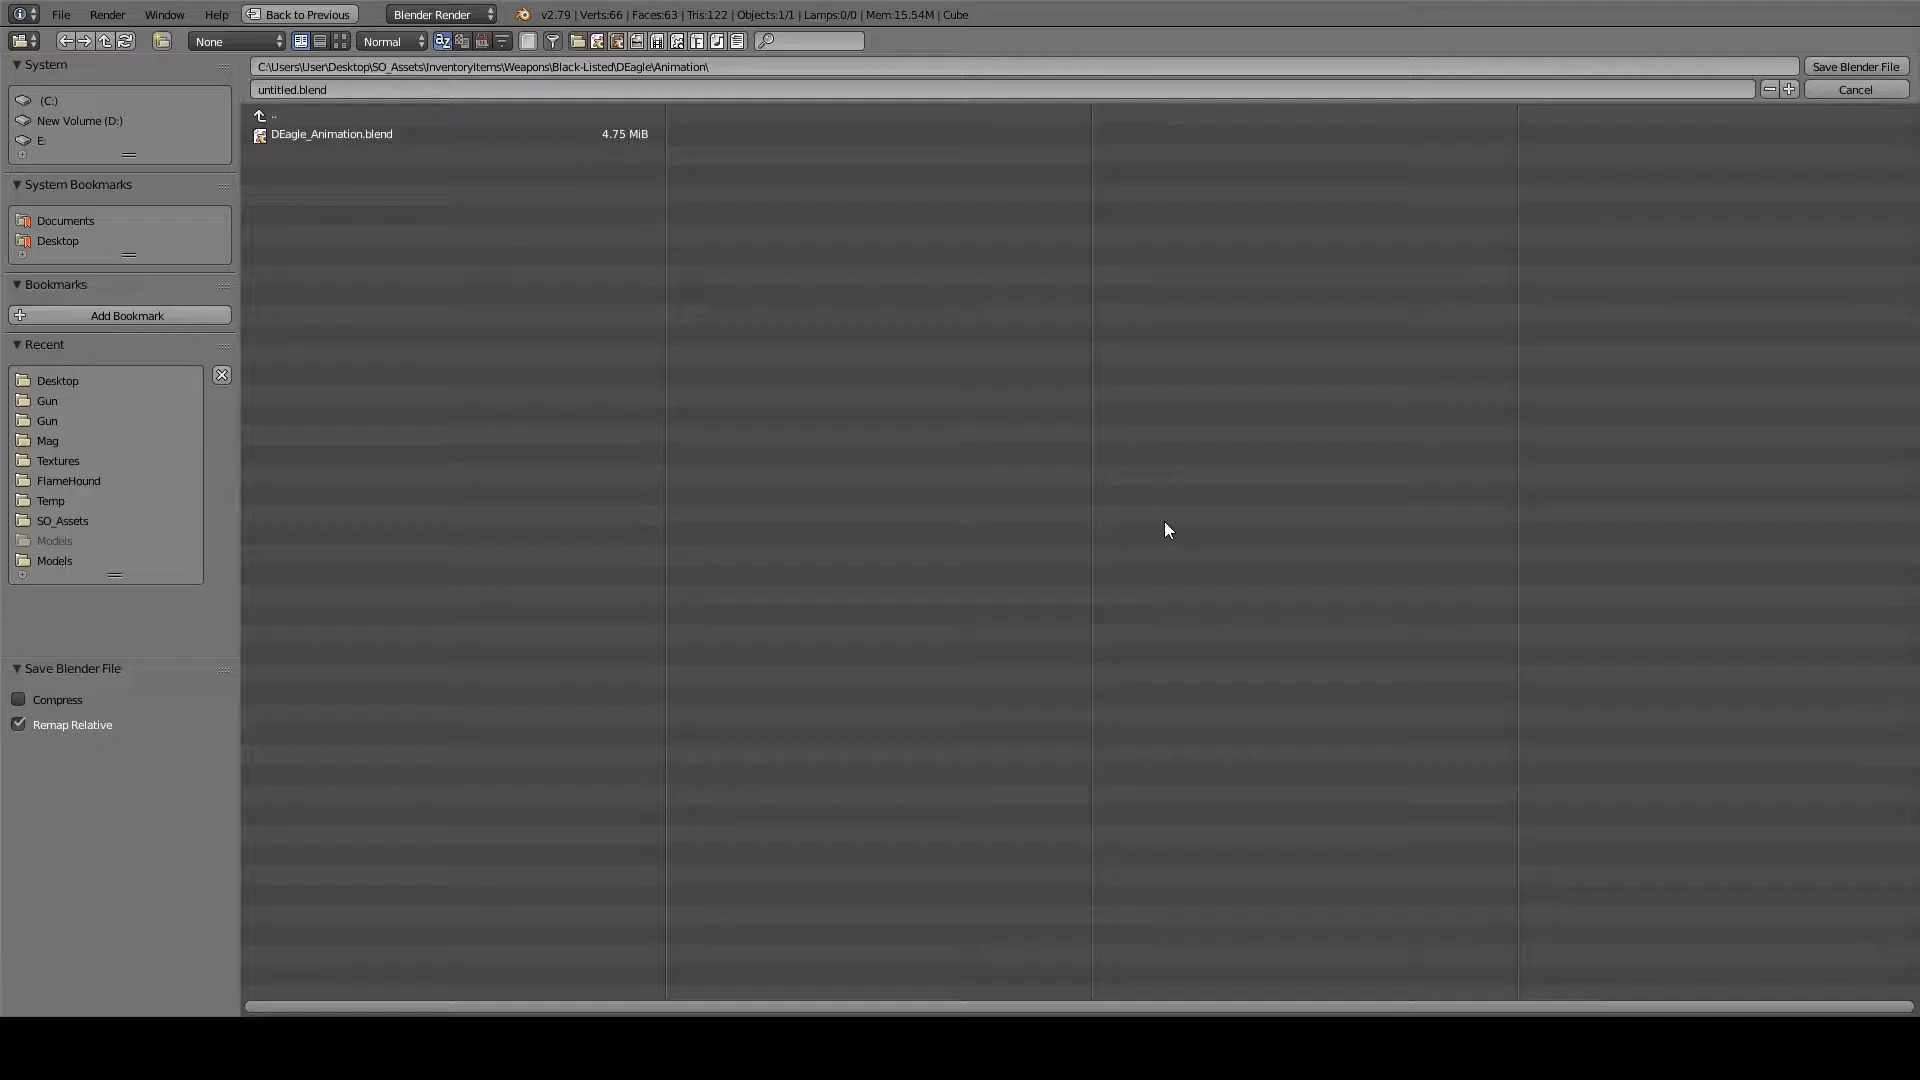 File Render Window Help Back to Previous Blender Render v2.79 | Verts:66 | Faces:63 | Tris:122 | Objects:1/1 | Lamps:0/0 | Mem:15.54M | Cube
None Normal
System
C:\Users\User\Desktop\SO_Assets\InventoryItems\Weapons\Black-Listed\DEagle\Animation\ Save Blender File
untitled.blend Cancel
(C:)
New Volume (D:)
E:
..
DEagle_Animation.blend 4.75 MiB
System Bookmarks
Documents
Desktop
Bookmarks
Add Bookmark
Recent
Desktop
Gun
Gun
Mag
Textures
FlameHound
Temp
SO_Assets
Models
Models
Save Blender File
Compress
Remap Relative